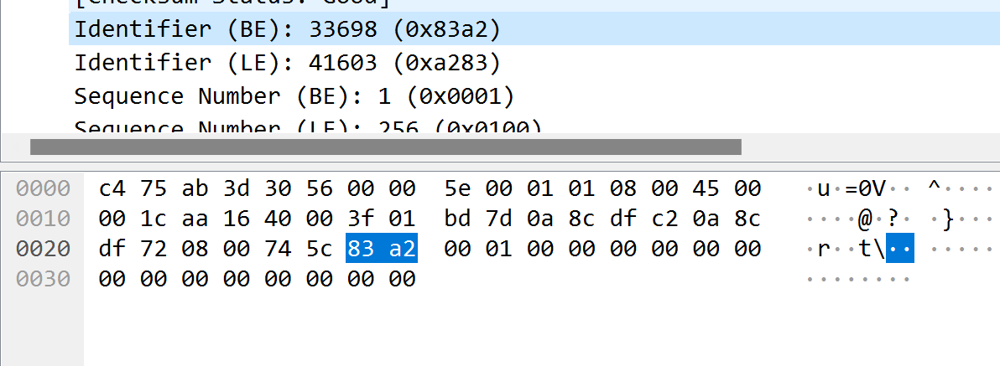 [Checksum Status: Good]
Identifier (BE): 33698 (0x83a2)
Identifier (LE): 41603 (0xa283)
Sequence Number (BE): 1 (0x0001)
Sequence Number (LE): 256 (0x0100)
0000 c4 75 ab 3d 30 56 00 00 5e 00 01 01 08 00 45 00 ·u·=0V·· ^·····E·
0010 00 1c aa 16 40 00 3f 01 bd 7d 0a 8c df c2 0a 8c ····@·?· ·}······
0020 df 72 08 00 74 5c 83 a2 00 01 00 00 00 00 00 00 ·r··t\·· ········
0030 00 00 00 00 00 00 00 00 ········